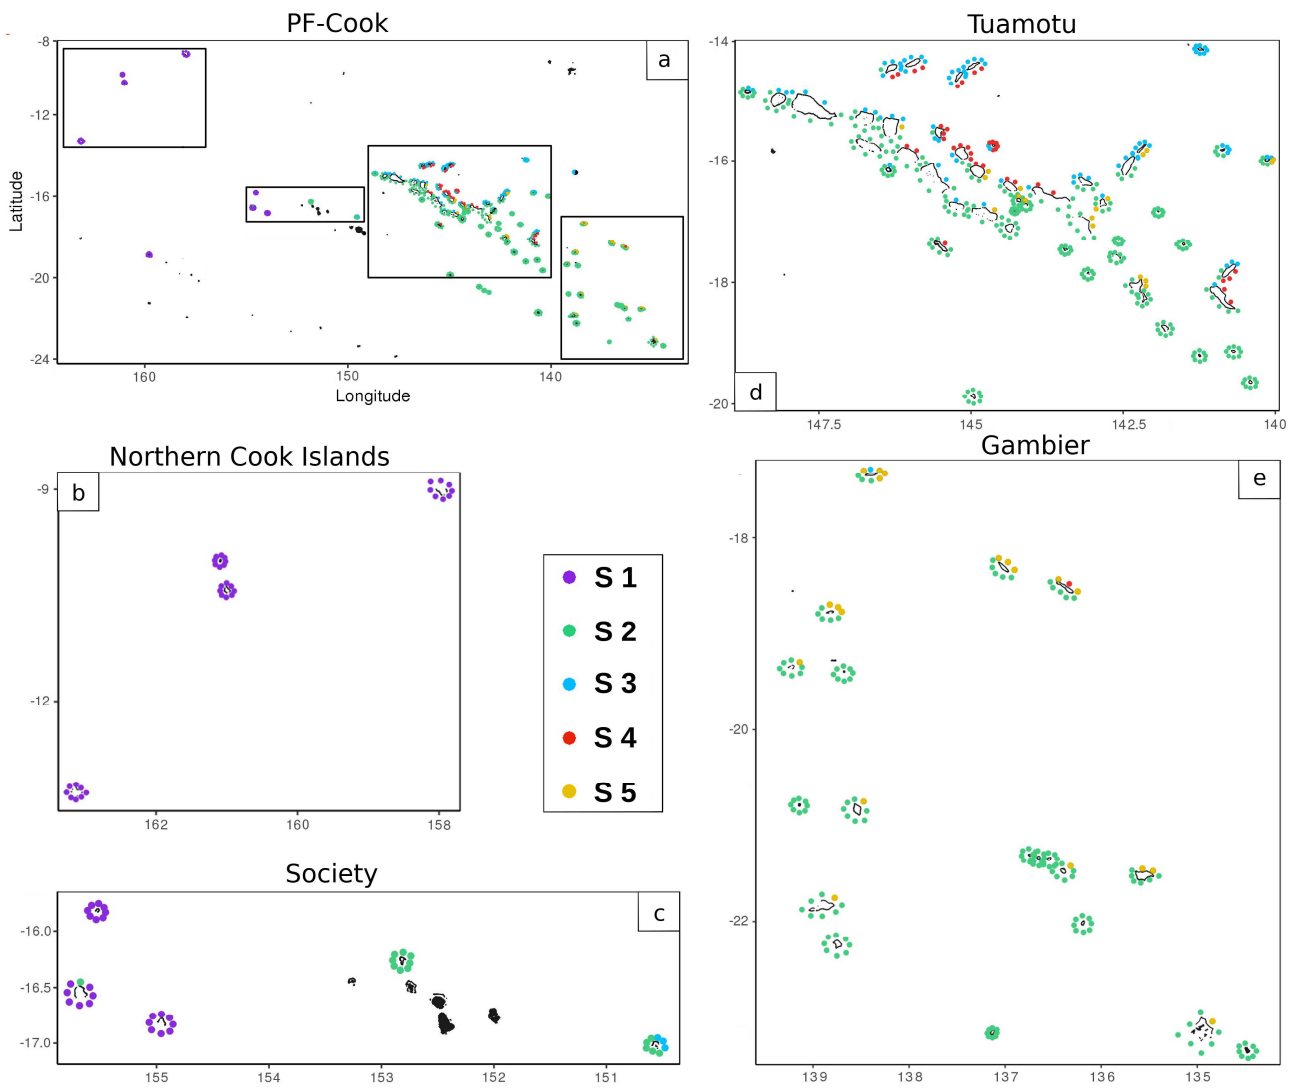 PF-Cook
a
-8
-12
-16
-20
-24
Latitude
160
150
140
Longitude
Tuamotu
-14
-16
-18
-20
d
147.5
145
142.5
140
Northern Cook Islands
b
-9
-12
162
160
158
S 1
S 2
S 3
S 4
S 5
Society
c
-16.0
-16.5
-17.0
155
154
153
152
151
Gambier
e
-18
-20
-22
139
138
137
136
135